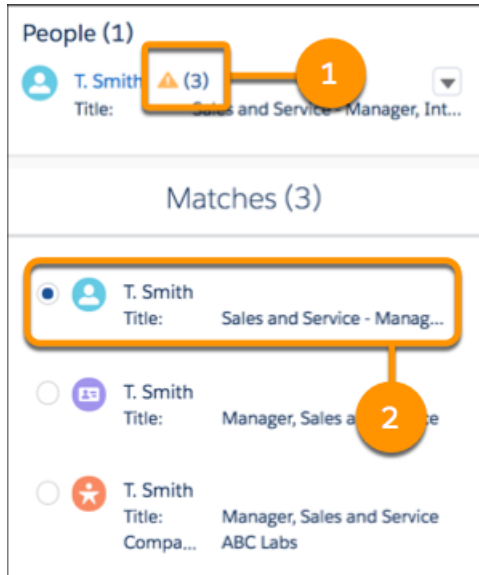 People (1)
T. Smith (3)
1
Title: Sales and Service - Manager, Int...
Matches (3)
T. Smith
Title: Sales and Service - Manag...
T. Smith
Title: Manager, Sales a
2
T. Smith
Title: Manager, Sales and Service
Compa... ABC Labs